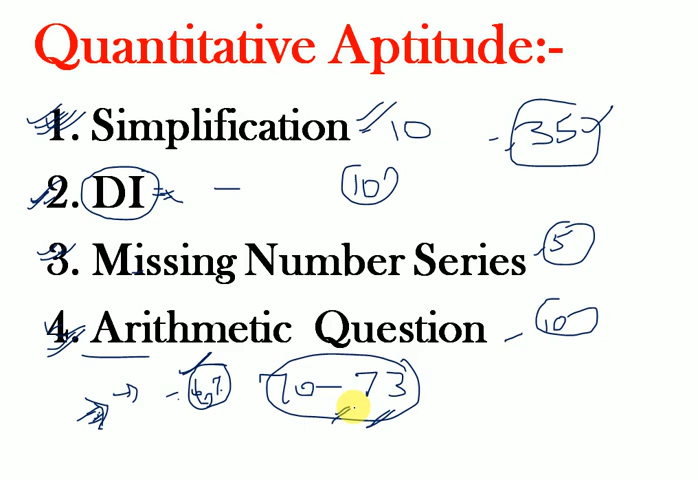 Quantitative Aptitude:-
1. Simplification 10 - 35
2. DI = - 10
3. Missing Number Series 5
4. Arithmetic Question - 10
70-73